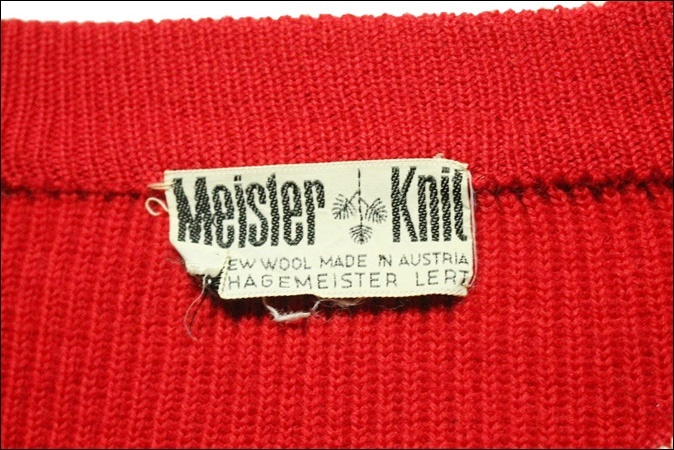 Meister Knit
EW WOOL MADE IN AUSTRIA
HAGEMEISTER LERT